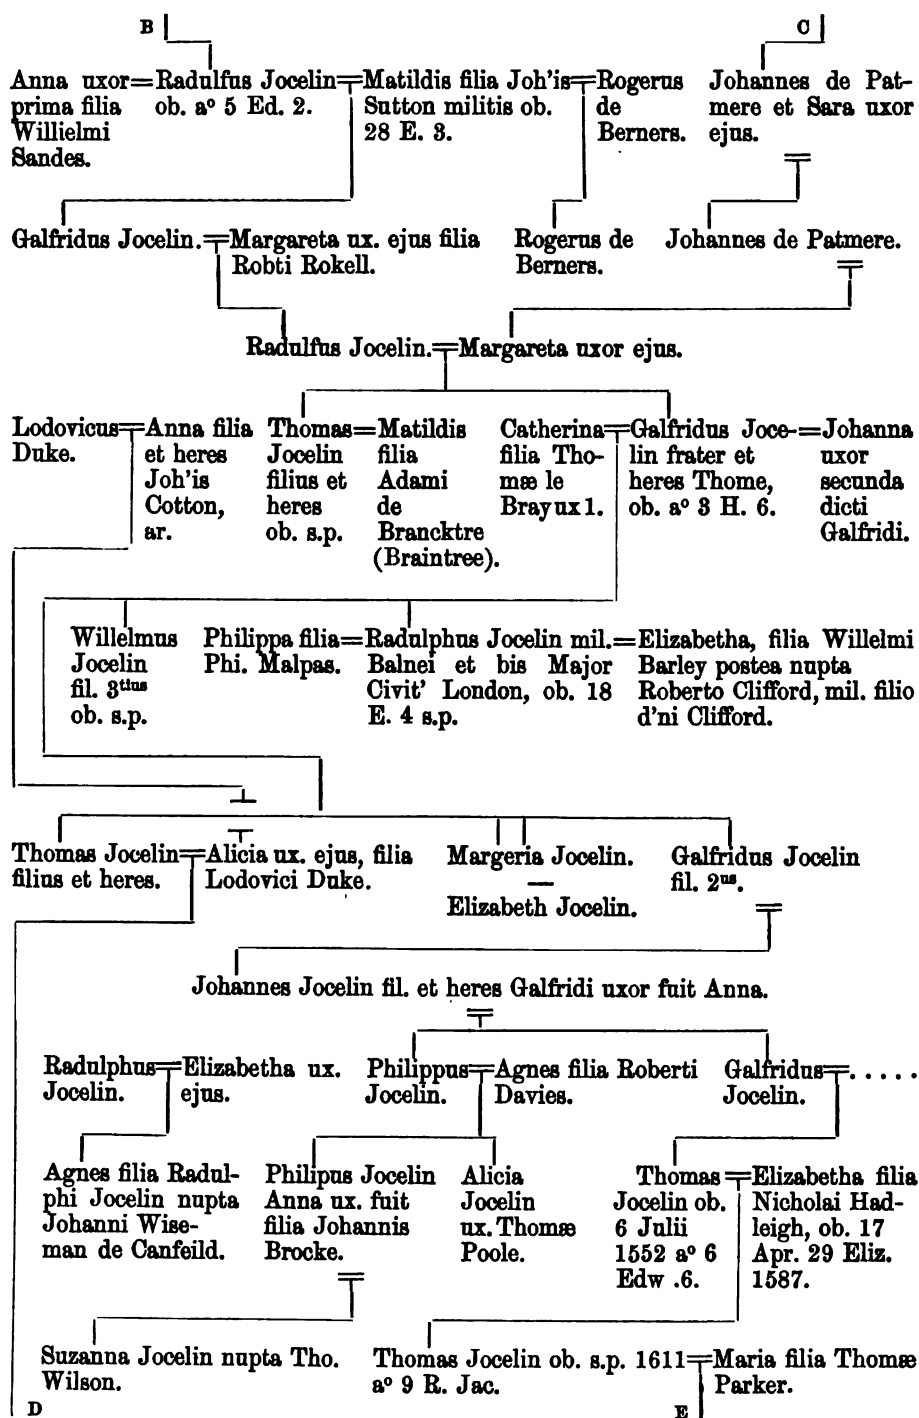 B
C
Anna uxor=Radulfus Jocelin=Matildis filia Joh'is=Rogerus
prima filia ob. aº 5 Ed. 2. Sutton militis ob. de
Willielmi 28 E. 3. Berners.
Sandes.
Johannes de Pat-
mere et Sara uxor
ejus.
Galfridus Jocelin.=Margareta ux. ejus filia
Robti Rokell.
Rogerus de
Berners.
Johannes de Patmere.
Radulfus Jocelin.=Margareta uxor ejus.
Lodovicus=
Duke.
Anna filia
et heres
Joh'is
Cotton,
ar.
Thomas=
Jocelin
filius et
heres
ob. s.p.
Matildis
filia
Adami
de
Brancktre
(Braintree).
Catherina=
filia Tho-
mæ le
Bray ux 1.
Galfridus Joce-=
lin frater et
heres Thome,
ob. aº 3 H. 6.
Johanna
uxor
secunda
dicti
Galfridi.
Willelmus
Jocelin
fil. 3tius
ob. s.p.
Philippa filia=
Phi. Malpas.
Radulphus Jocelin mil.=
Balnei et bis Major
Civit' London, ob. 18
E. 4 s.p.
Elizabetha, filia Willelmi
Barley postea nupta
Roberto Clifford, mil. filio
d'ni Clifford.
Thomas Jocelin=
filius et heres.
Alicia ux. ejus, filia
Lodovici Duke.
Margeria Jocelin.
—
Elizabeth Jocelin.
Galfridus Jocelin
fil. 2us.
Johannes Jocelin fil. et heres Galfridi uxor fuit Anna.
Radulphus=
Jocelin.
Elizabetha ux.
ejus.
Philippus=
Jocelin.
Agnes filia Roberti
Davies.
Galfridus=. . . . .
Jocelin.
Agnes filia Radul-
phi Jocelin nupta
Johanni Wise-
man de Canfeild.
Philipus Jocelin
Anna ux. fuit
filia Johannis
Brocke.
Alicia
Jocelin
ux. Thomæ
Poole.
Thomas=
Jocelin ob.
6 Julii
1552 aº 6
Edw .6.
Elizabetha filia
Nicholai Had-
leigh, ob. 17
Apr. 29 Eliz.
1587.
Suzanna Jocelin nupta Tho.
Wilson.
Thomas Jocelin ob. s.p. 1611=
aº 9 R. Jac.
Maria filia Thomæ
Parker.
D
E